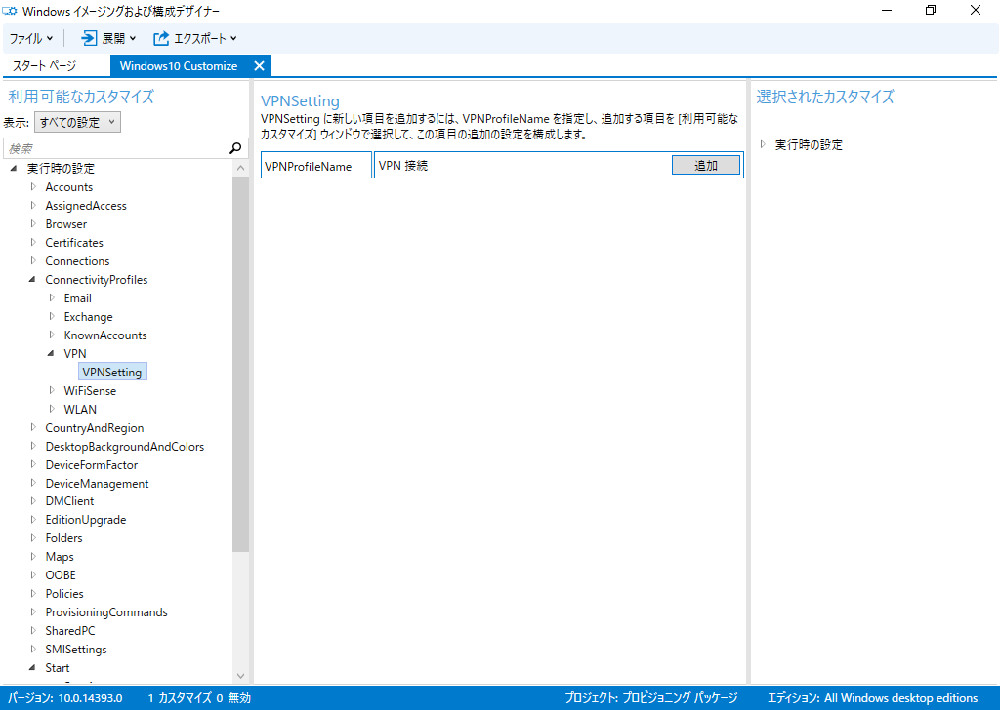 Windows イメージングおよび構成デザイナー
ファイル 展開 エクスポート
スタート ページ Windows10 Customize
利用可能なカスタマイズ
表示: すべての設定
検索
実行時の設定
Accounts
AssignedAccess
Browser
Certificates
Connections
ConnectivityProfiles
Email
Exchange
KnownAccounts
VPN
VPNSetting
WiFiSense
WLAN
CountryAndRegion
DesktopBackgroundAndColors
DeviceFormFactor
DeviceManagement
DMClient
EditionUpgrade
Folders
Maps
OOBE
Policies
ProvisioningCommands
SharedPC
SMISettings
Start
VPNSetting
VPNSetting に新しい項目を追加するには、VPNProfileName を指定し、追加する項目を [利用可能な
カスタマイズ] ウィンドウで選択して、この項目の追加の設定を構成します。
VPNProfileName VPN 接続 追加
選択されたカスタマイズ
実行時の設定
バージョン: 10.0.14393.0 1 カスタマイズ 0 無効 プロジェクト: プロビジョニング パッケージ エディション: All Windows desktop editions